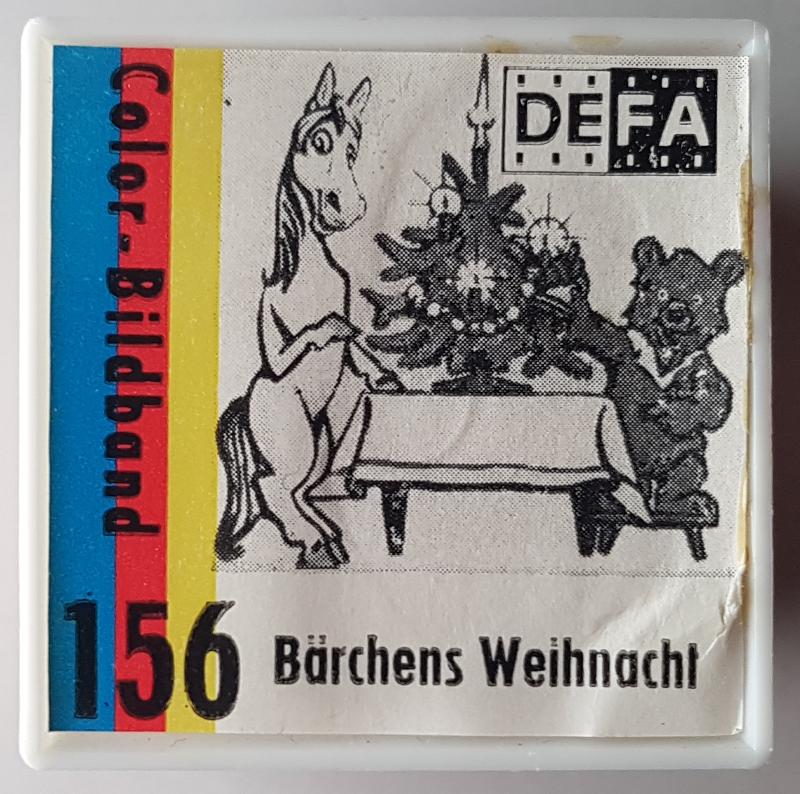 DEFA
Color-Bildband
156 Bärchens Weihnacht